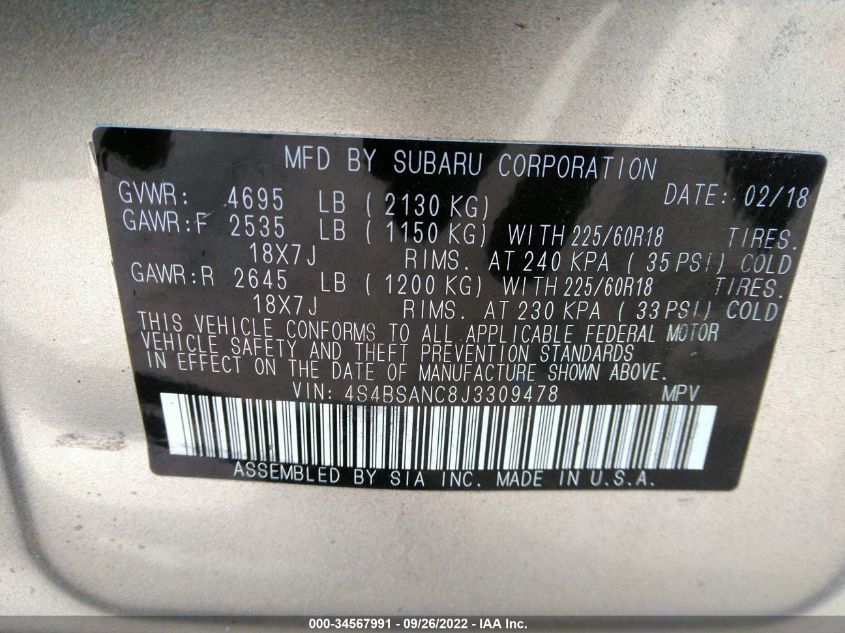 MFD BY SUBARU CORPORATION
GVWR: 4695 LB ( 2130 KG) DATE: 02/18
GAWR:F 2535 LB ( 1150 KG) WITH 225/60R18 TIRES.
18X7J RIMS. AT 240 KPA ( 35 PSI) COLD
GAWR:R 2645 LB ( 1200 KG) WITH 225/60R18 TIRES.
18X7J RIMS. AT 230 KPA ( 33 PSI) COLD
THIS VEHICLE CONFORMS TO ALL APPLICABLE FEDERAL MOTOR
VEHICLE SAFETY AND THEFT PREVENTION STANDARDS
IN EFFECT ON THE DATE OF MANUFACTURE SHOWN ABOVE.
VIN: 4S4BSANC8J3309478 MPV
ASSEMBLED BY SIA INC. MADE IN U.S.A.
000-34567991 - 09/26/2022 - IAA Inc.